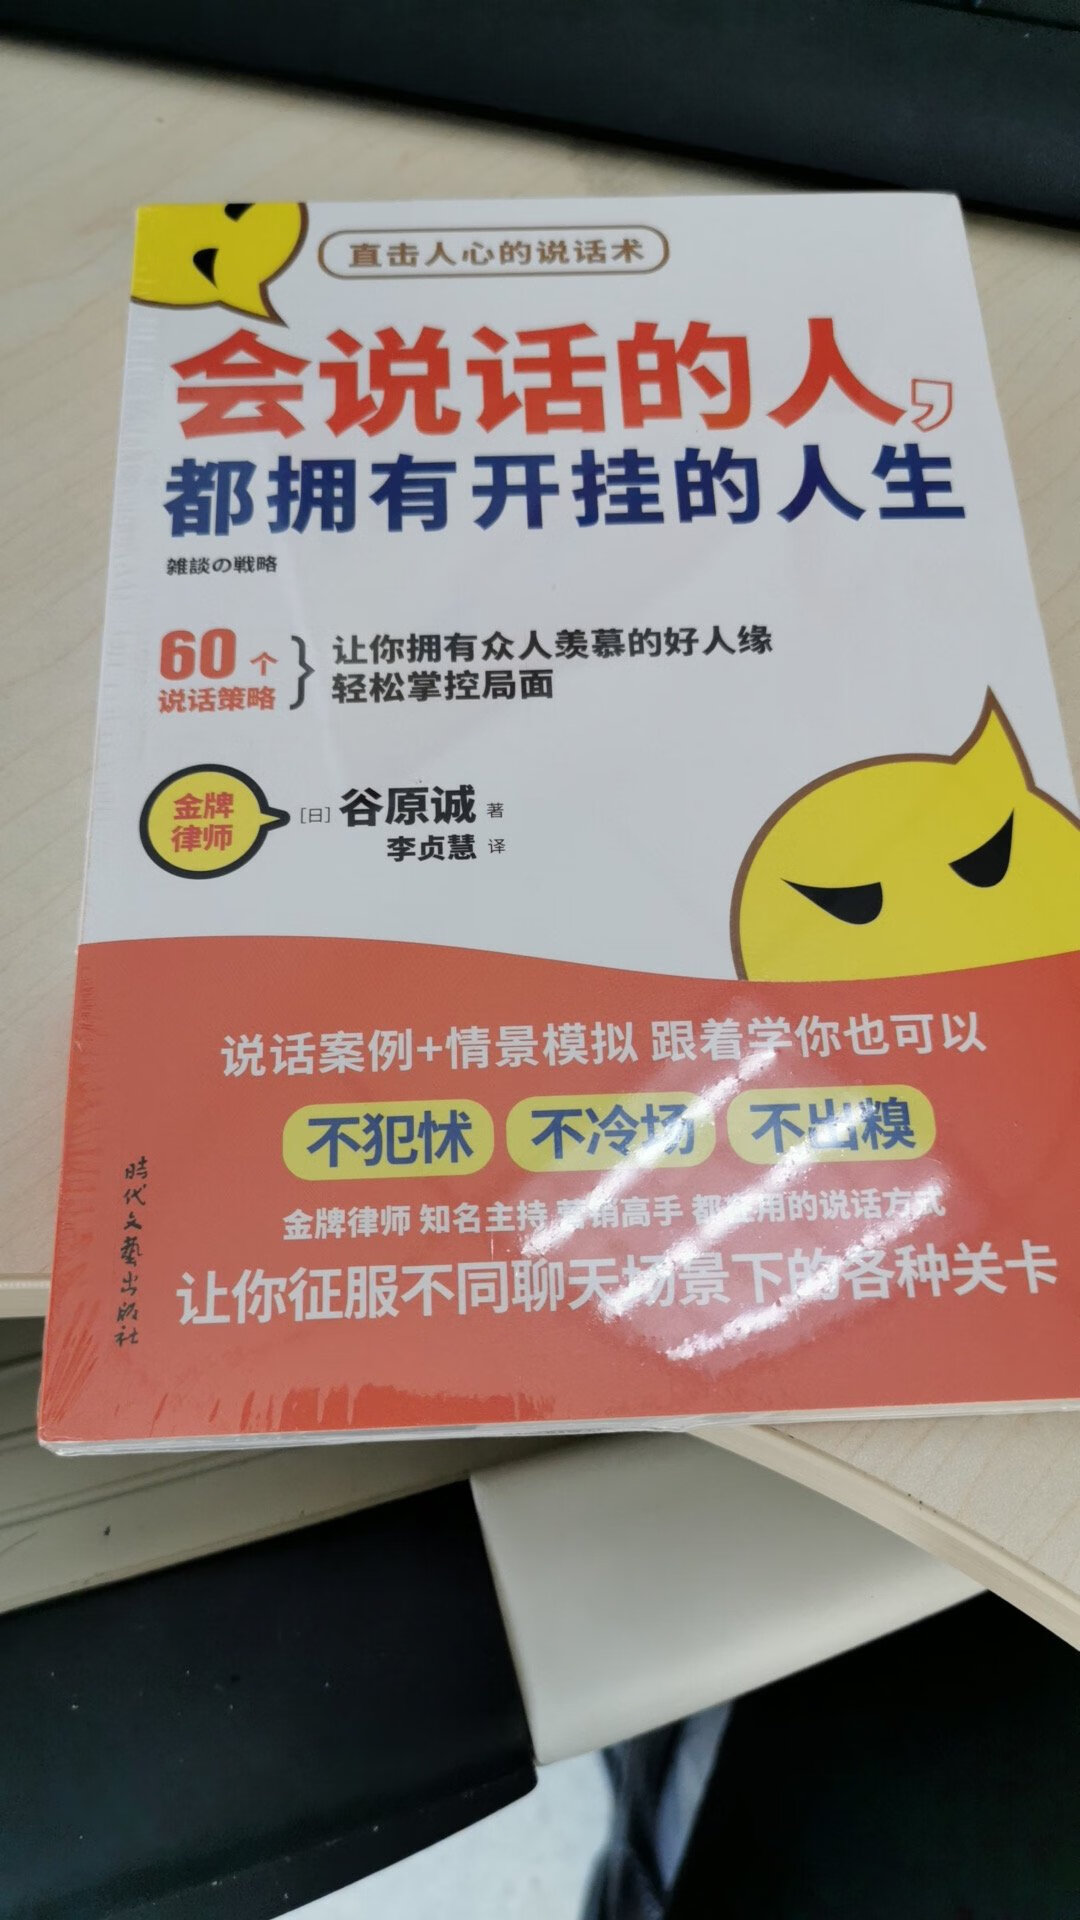 直击人心的说话术
会说话的人，
都拥有开挂的人生
雑談の戦略
60个
说话策略
让你拥有众人羡慕的好人缘
轻松掌控局面
金牌
律师
[日] 谷原诚 著
李贞慧 译
说话案例+情景模拟 跟着学你也可以
不犯怵 不冷场 不出糗
金牌律师 知名主持 营销高手 都在用的说话方式
让你征服不同聊天场景下的各种关卡
時代文藝出版社